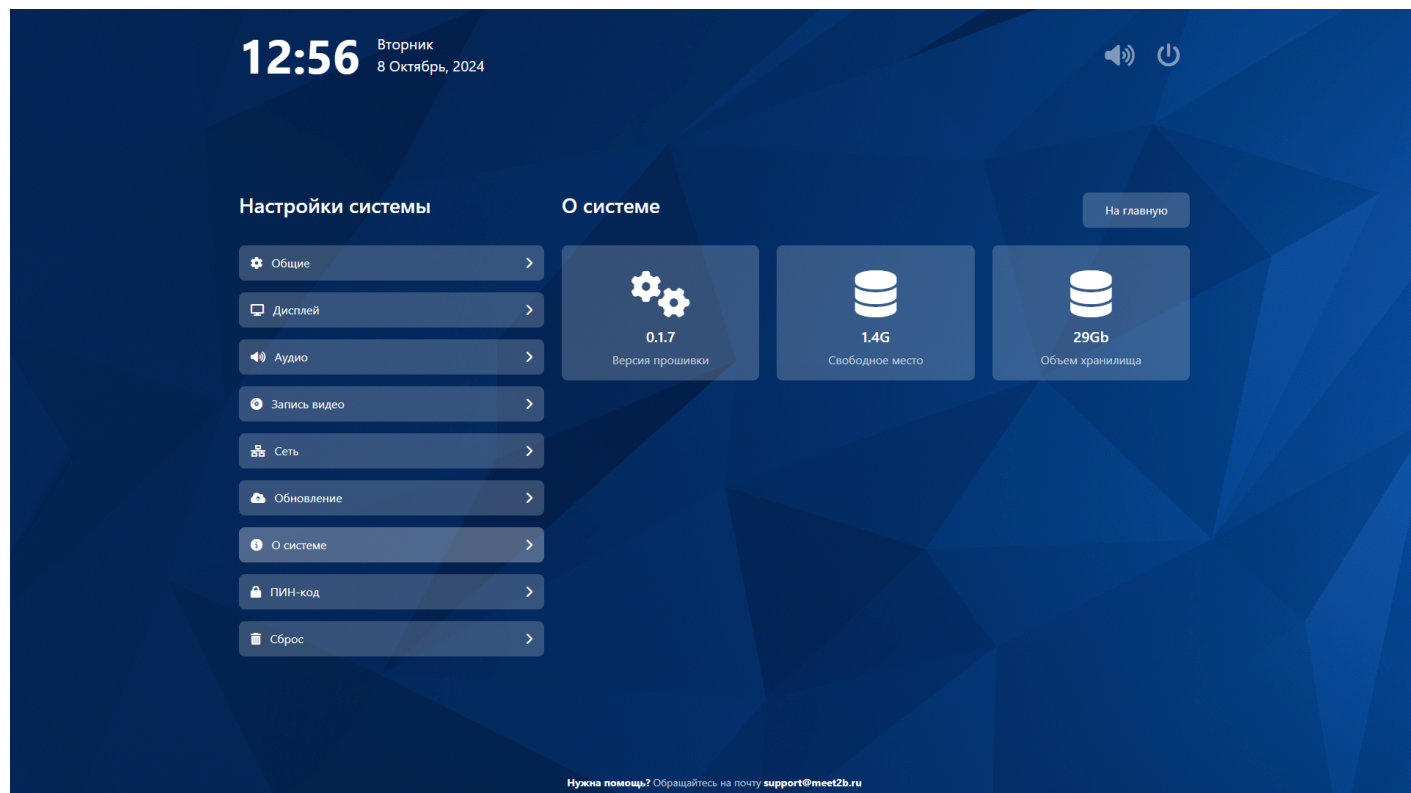 12:56
Вторник
8 Октябрь, 2024
Настройки системы
Общие
Дисплей
Аудио
Запись видео
Сеть
Обновление
О системе
ПИН-код
Сброс
О системе
На главную
0.1.7
Версия прошивки
1.4G
Свободное место
29Gb
Объем хранилища
Нужна помощь? Обращайтесь на почту support@meet2b.ru